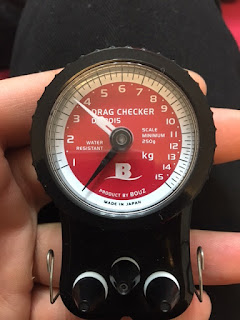 DRAG CHECKER
SCALE
MINIMUM
250g
WATER
RESISTANT
kg
B
PRODUCT BY BOUZ
MADE IN JAPAN
1
2
3
4
5
6
7
8
9
10
11
12
13
14
15